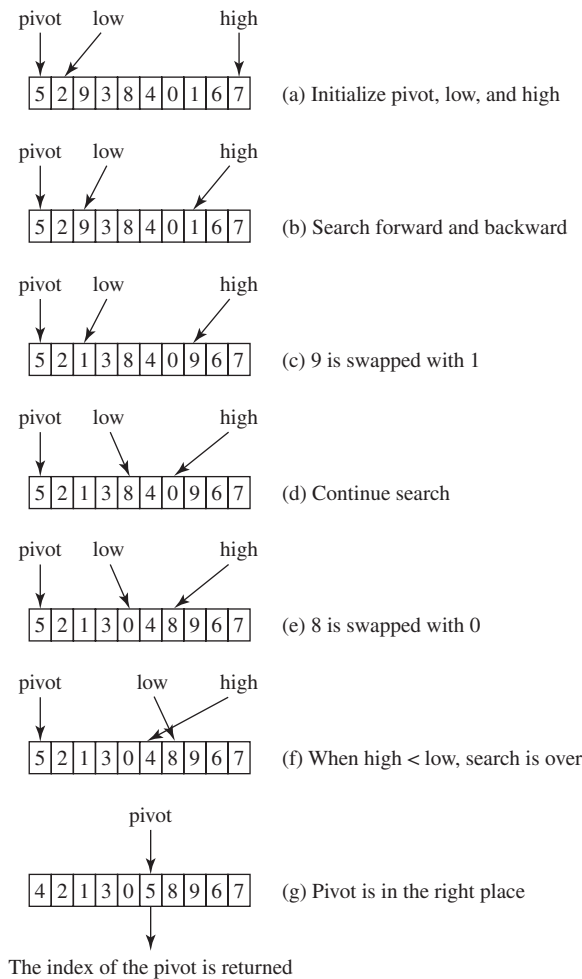 pivot low high
5 2 9 3 8 4 0 1 6 7 (a) Initialize pivot, low, and high
pivot low high
5 2 9 3 8 4 0 1 6 7 (b) Search forward and backward
pivot low high
5 2 1 3 8 4 0 9 6 7 (c) 9 is swapped with 1
pivot low high
5 2 1 3 8 4 0 9 6 7 (d) Continue search
pivot low high
5 2 1 3 0 4 8 9 6 7 (e) 8 is swapped with 0
pivot low high
5 2 1 3 0 4 8 9 6 7 (f) When high < low, search is over
pivot
4 2 1 3 0 5 8 9 6 7 (g) Pivot is in the right place
The index of the pivot is returned